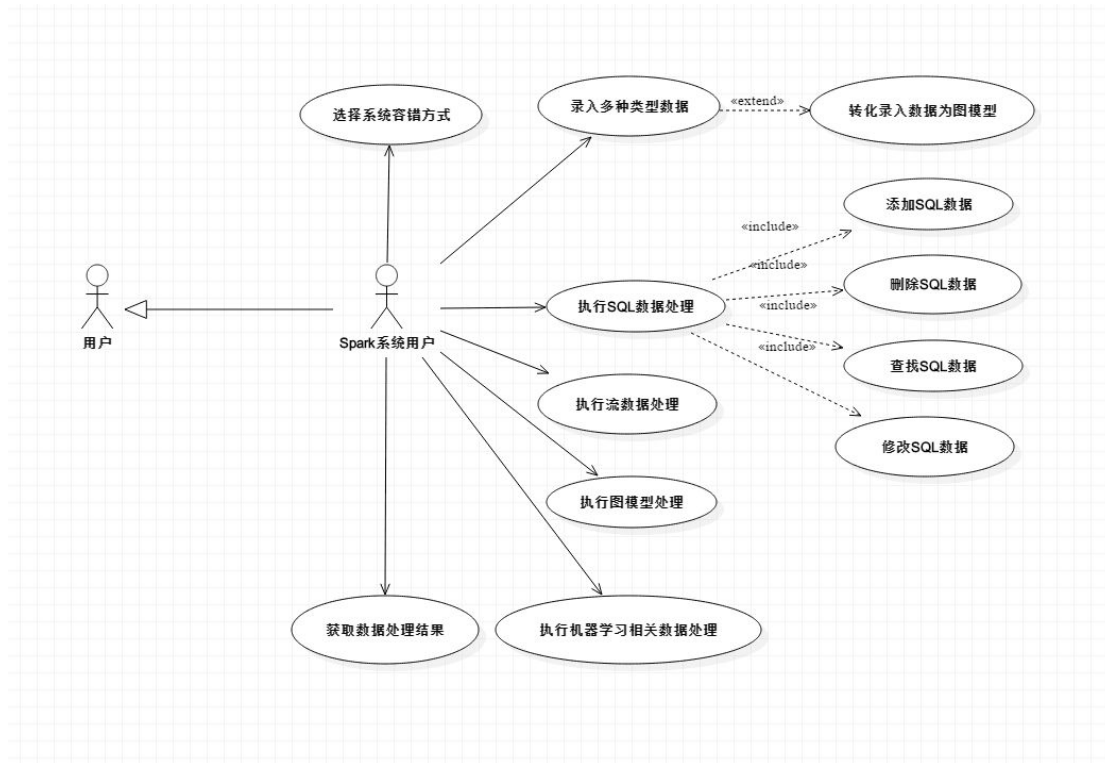 选择系统容错方式
录入多种类型数据
«extend»
转化录入数据为图模型
添加SQL数据
«include»
«include»
删除SQL数据
执行SQL数据处理
«include»
用户
Spark系统用户
«include»
查找SQL数据
执行流数据处理
修改SQL数据
执行图模型处理
获取数据处理结果
执行机器学习相关数据处理